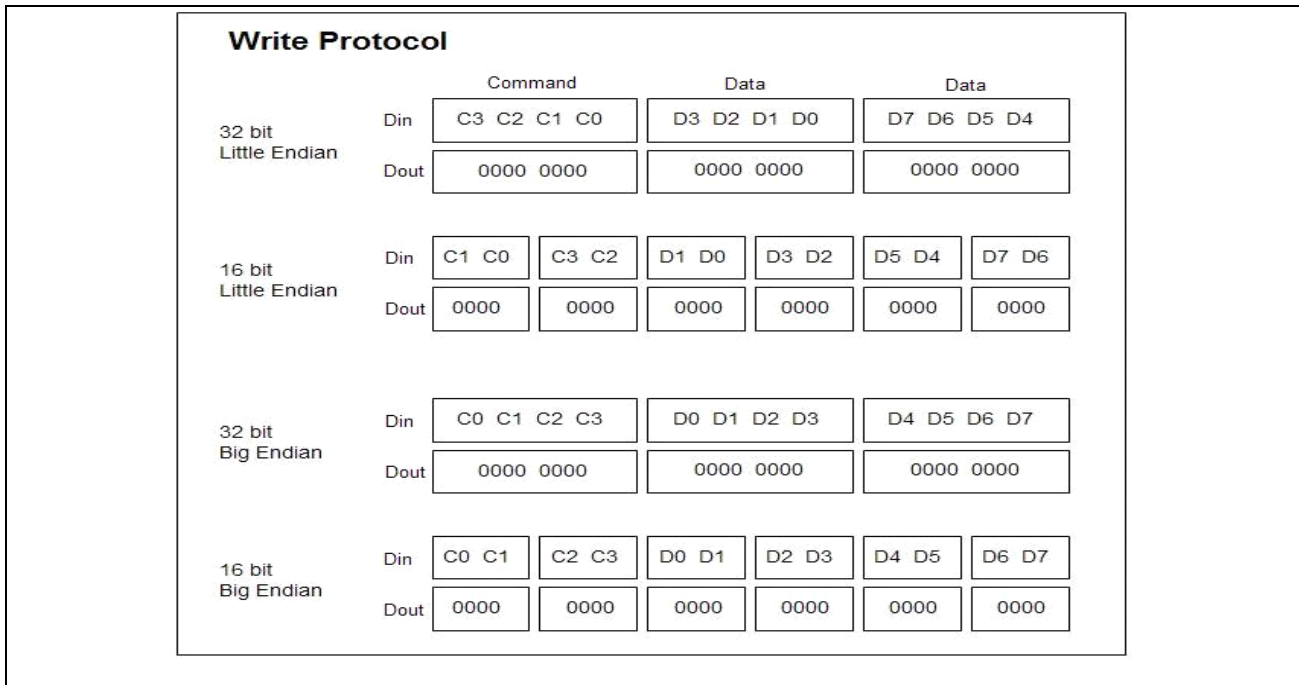 Write Protocol
Command Data Data
32 bit
Little Endian
Din C3 C2 C1 C0 D3 D2 D1 D0 D7 D6 D5 D4
Dout 0000 0000 0000 0000 0000 0000
16 bit
Little Endian
Din C1 C0 C3 C2 D1 D0 D3 D2 D5 D4 D7 D6
Dout 0000 0000 0000 0000 0000 0000
32 bit
Big Endian
Din C0 C1 C2 C3 D0 D1 D2 D3 D4 D5 D6 D7
Dout 0000 0000 0000 0000 0000 0000
16 bit
Big Endian
Din C0 C1 C2 C3 D0 D1 D2 D3 D4 D5 D6 D7
Dout 0000 0000 0000 0000 0000 0000